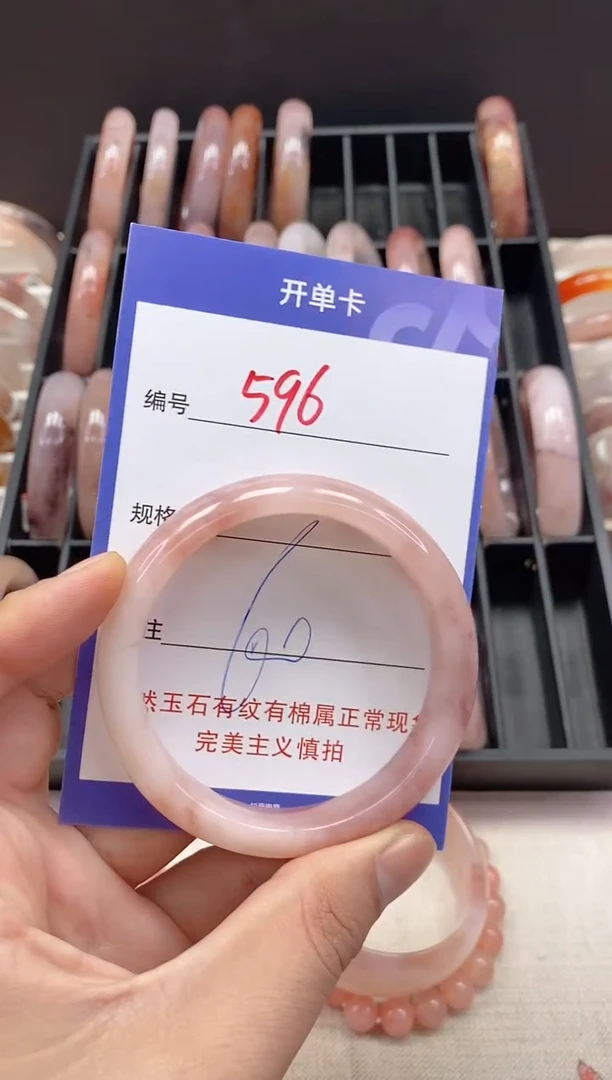 开单卡
编号 596
规格
主 60
然玉石有纹有棉属正常现
完美主义慎拍